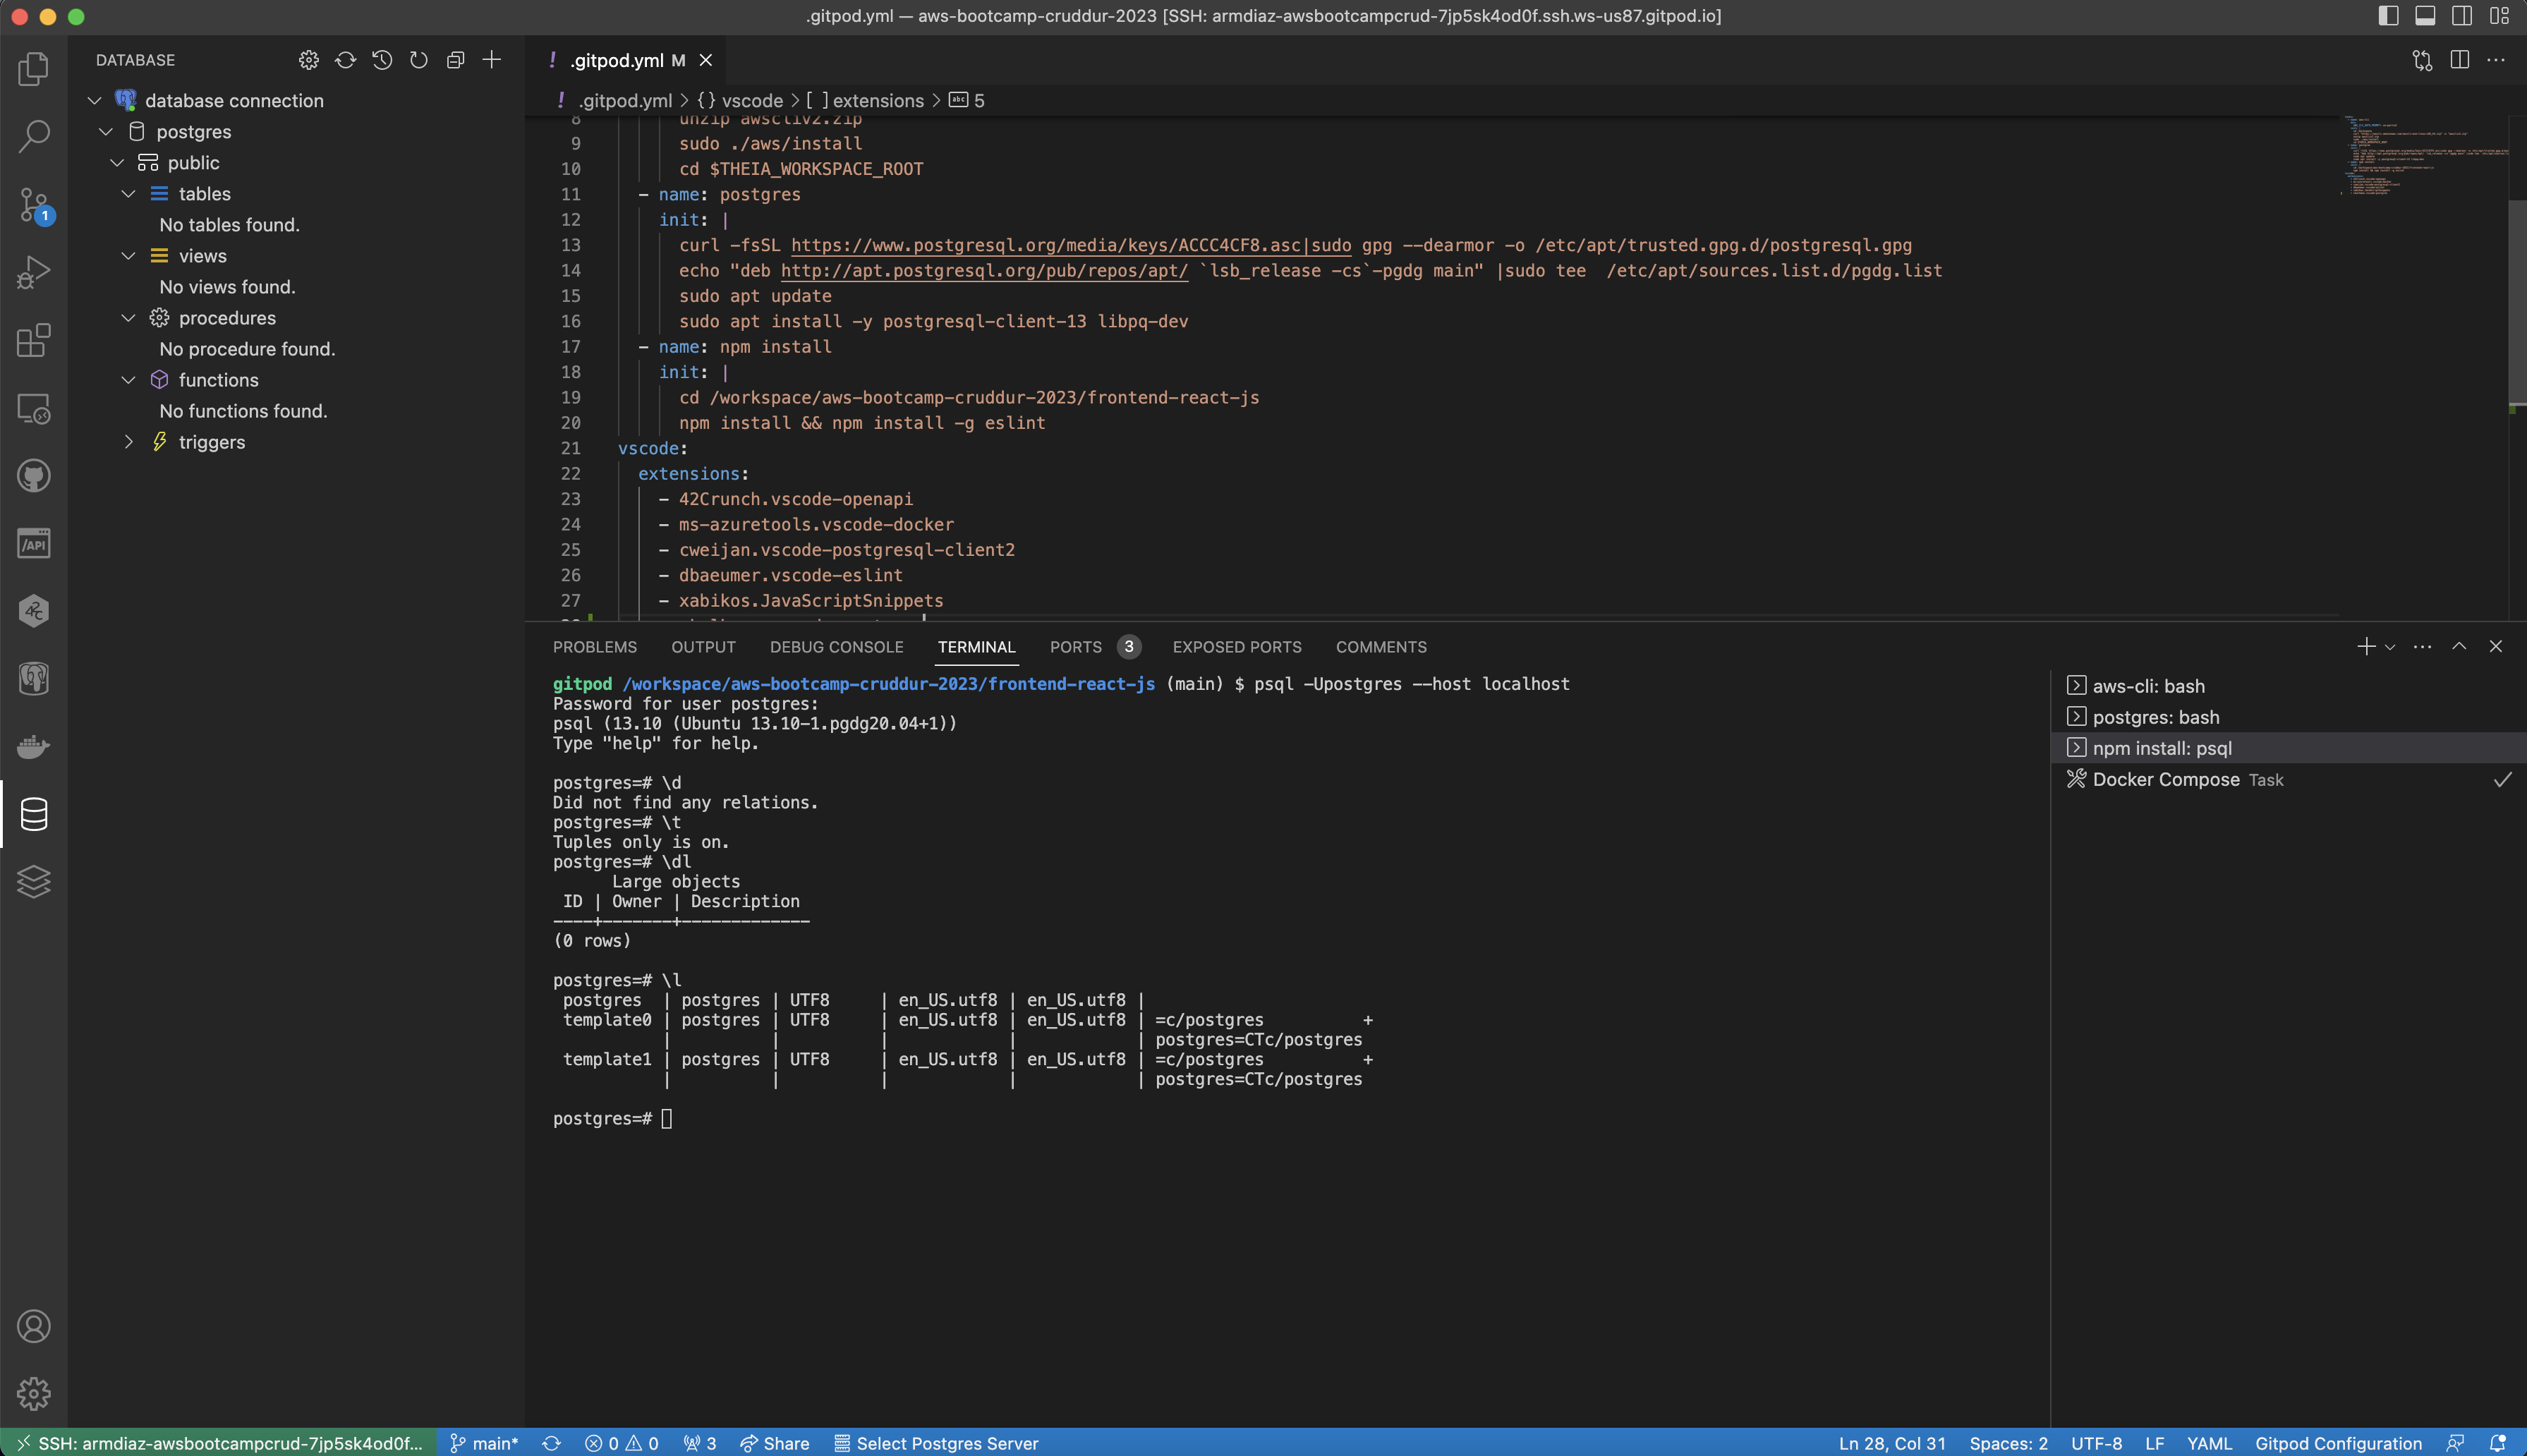 .gitpod.yml — aws-bootcamp-cruddur-2023 [SSH: armdiaz-awsbootcampcrud-7jp5sk4od0f.ssh.ws-us87.gitpod.io]
DATABASE
database connection
postgres
public
tables
No tables found.
views
No views found.
procedures
No procedure found.
functions
No functions found.
triggers
1
/API
42C
! .gitpod.yml M
! .gitpod.yml > {} vscode > [ ] extensions > abc 5
8 unzip awscliv2.zip
9 sudo ./aws/install
10 cd $THEIA_WORKSPACE_ROOT
11 - name: postgres
12 init: |
13 curl -fsSL https://www.postgresql.org/media/keys/ACCC4CF8.asc|sudo gpg --dearmor -o /etc/apt/trusted.gpg.d/postgresql.gpg
14 echo "deb http://apt.postgresql.org/pub/repos/apt/ `lsb_release -cs`-pgdg main" |sudo tee  /etc/apt/sources.list.d/pgdg.list
15 sudo apt update
16 sudo apt install -y postgresql-client-13 libpq-dev
17 - name: npm install
18 init: |
19 cd /workspace/aws-bootcamp-cruddur-2023/frontend-react-js
20 npm install && npm install -g eslint
21 vscode:
22 extensions:
23 - 42Crunch.vscode-openapi
24 - ms-azuretools.vscode-docker
25 - cweijan.vscode-postgresql-client2
26 - dbaeumer.vscode-eslint
27 - xabikos.JavaScriptSnippets
PROBLEMS OUTPUT DEBUG CONSOLE TERMINAL PORTS 3 EXPOSED PORTS COMMENTS
gitpod /workspace/aws-bootcamp-cruddur-2023/frontend-react-js (main) $ psql -Upostgres --host localhost
Password for user postgres:
psql (13.10 (Ubuntu 13.10-1.pgdg20.04+1))
Type "help" for help.
postgres=# \d
Did not find any relations.
postgres=# \t
Tuples only is on.
postgres=# \dl
Large objects
ID | Owner | Description
----+-------+-------------
(0 rows)
postgres=# \l
postgres | postgres | UTF8 | en_US.utf8 | en_US.utf8 |
template0 | postgres | UTF8 | en_US.utf8 | en_US.utf8 | =c/postgres +
| | | | | postgres=CTc/postgres
template1 | postgres | UTF8 | en_US.utf8 | en_US.utf8 | =c/postgres +
| | | | | postgres=CTc/postgres
postgres=#
aws-cli: bash
postgres: bash
npm install: psql
Docker Compose Task
SSH: armdiaz-awsbootcampcrud-7jp5sk4od0f... main* 0 0 3 Share Select Postgres Server Ln 28, Col 31 Spaces: 2 UTF-8 LF YAML Gitpod Configuration